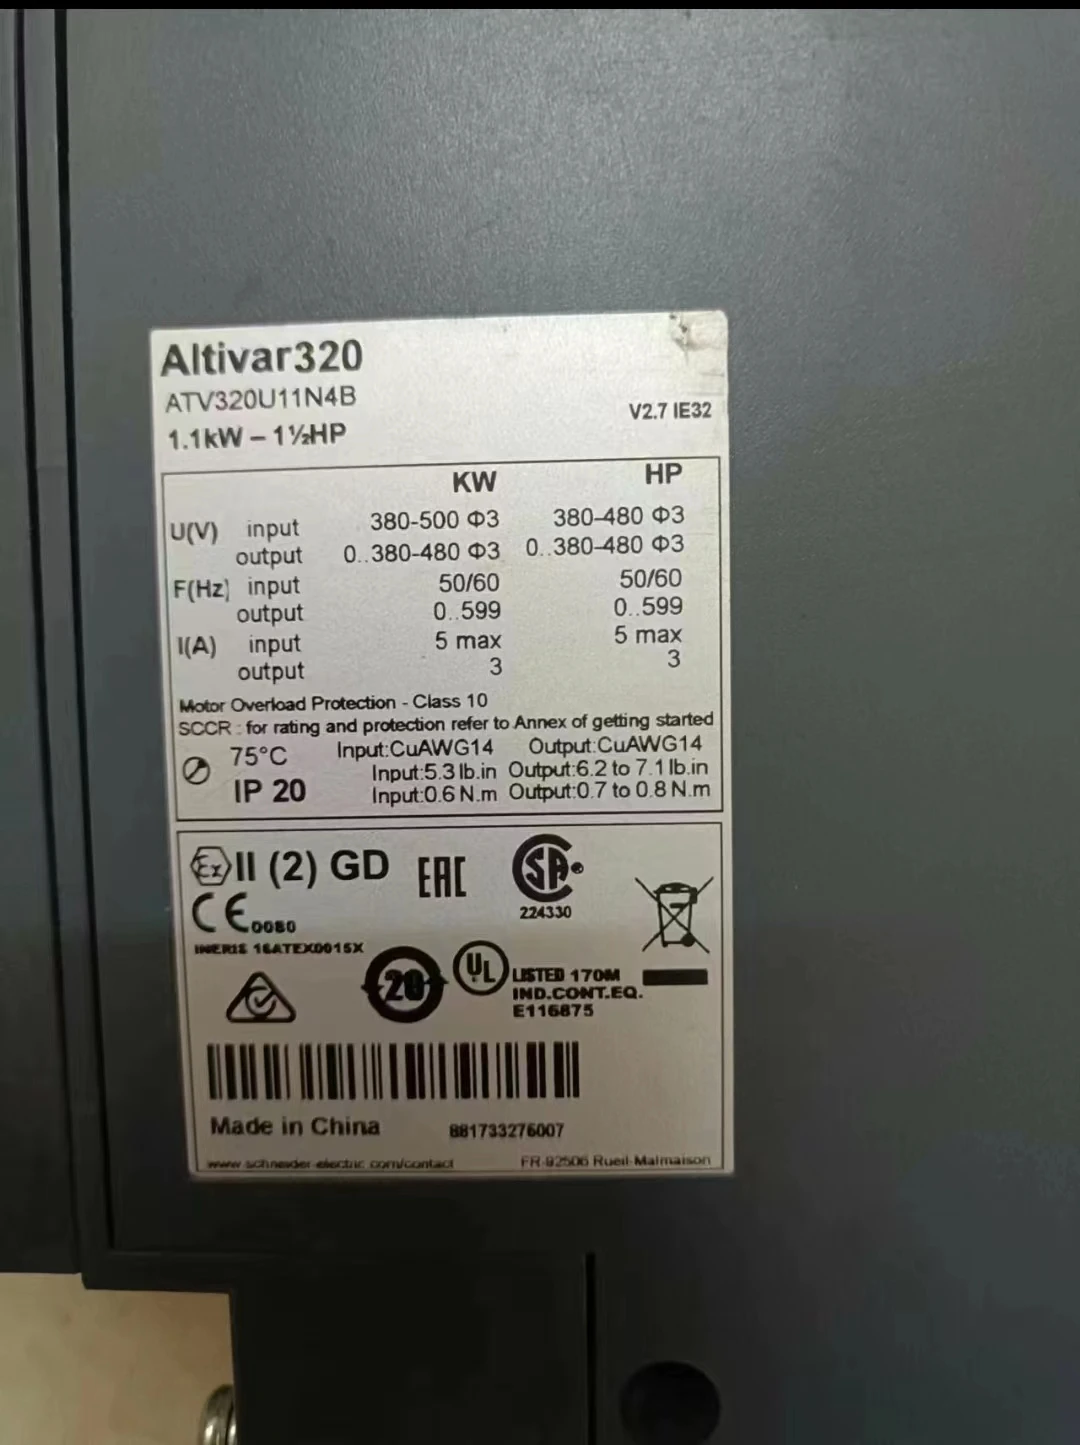 Altivar320
ATV320U11N4B
V2.7 IE32
1.1kW – 1½HP
KW HP
U(V) input 380-500 Φ3 380-480 Φ3
output 0..380-480 Φ3 0..380-480 Φ3
F(Hz) input 50/60 50/60
output 0..599 0..599
I(A) input 5 max 5 max
output 3 3
Motor Overload Protection - Class 10
SCCR : for rating and protection refer to Annex of getting started
75°C Input:CuAWG14 Output:CuAWG14
Input:5.3 lb.in Output:6.2 to 7.1 lb.in
IP 20 Input:0.6 N.m Output:0.7 to 0.8 N.m
Ex II (2) GD EAC SA
224330
CE 0080
INERIS 16ATEX0015X
20 UL LISTED 170M
IND.CONT.EQ.
E116875
Made in China 881733276007
www.schneider-electric.com/contact FR-92506 Rueil-Malmaison